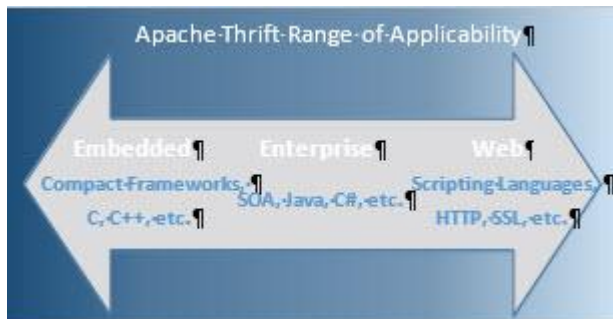 Apache·Thrift·Range·of·Applicability¶
Embedded¶
Enterprise¶
Web¶
Compact·Frameworks,·¶
SOA,·Java,·C#,·etc.¶
Scripting·Languages,¶
C,·C++,·etc.¶
HTTP,·SSL,·etc.¶